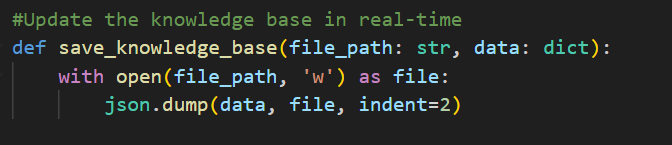 #Update the knowledge base in real-time
def save_knowledge_base(file_path: str, data: dict):
    with open(file_path, 'w') as file:
        json.dump(data, file, indent=2)